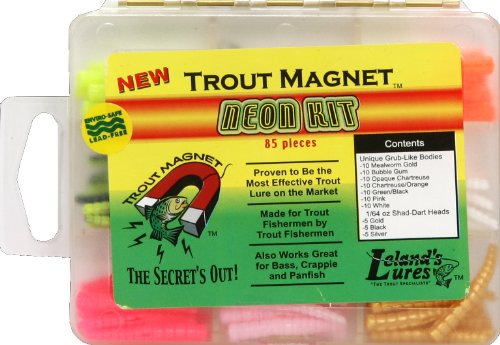 NEW
TROUT MAGNET™
NEON KIT
85 pieces
ENVIRO-SAFE
LEAD-FREE
TROUT MAGNET
™
THE SECRET'S OUT!
Proven to Be the
Most Effective Trout
Lure on the Market
Made for Trout
Fishermen by
Trout Fishermen
Also Works Great
for Bass, Crappie
and Panfish
Contents
Unique Grub-Like Bodies
-10 Mealworm Gold
-10 Bubble Gum
-10 Opaque Chartreuse
-10 Chartreuse/Orange
-10 Green/Black
-10 Pink
-10 White
1/64 oz Shad-Dart Heads
-5 Gold
-5 Black
-5 Silver
Leland's
Lures™
"THE TROUT SPECIALISTS"